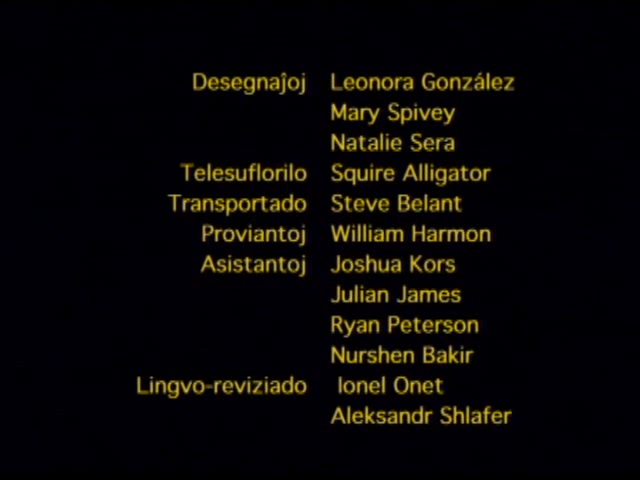 Desegnaĵoj Leonora González
Mary Spivey
Natalie Sera
Telesuflorilo Squire Alligator
Transportado Steve Belant
Proviantoj William Harmon
Asistantoj Joshua Kors
Julian James
Ryan Peterson
Nurshen Bakir
Lingvo-reviziado Ionel Onet
Aleksandr Shlafer